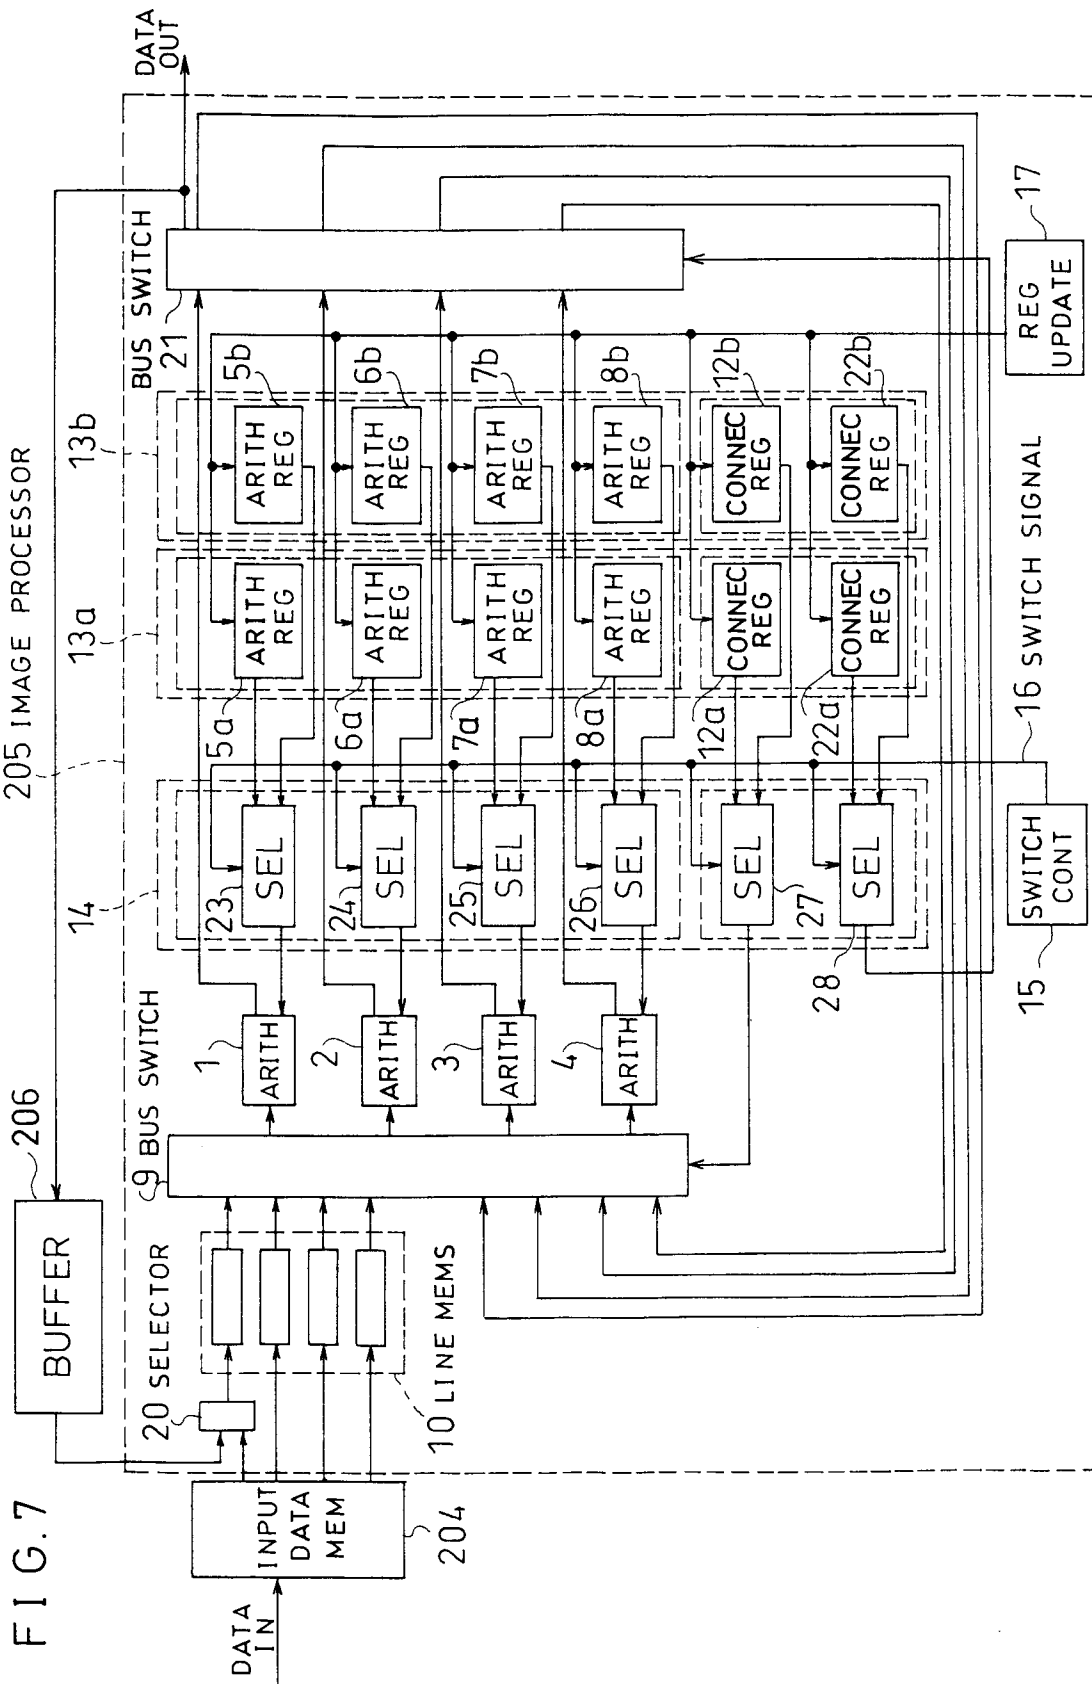 FIG.7
205 IMAGE PROCESSOR
206
BUFFER
DATA
OUT
DATA
IN
INPUT
DATA
MEM
204
20 SELECTOR
10 LINE MEMS
9 BUS SWITCH
1
ARITH
2
ARITH
3
ARITH
4
ARITH
14
23
SEL
24
SEL
25
SEL
26
SEL
27
SEL
28
SEL
15
SWITCH
CONT
16 SWITCH SIGNAL
13a
5a
ARITH
REG
6a
ARITH
REG
7a
ARITH
REG
8a
ARITH
REG
12a
CONNEC
REG
22a
CONNEC
REG
13b
5b
ARITH
REG
6b
ARITH
REG
7b
ARITH
REG
8b
ARITH
REG
12b
CONNEC
REG
22b
CONNEC
REG
BUS SWITCH
21
17
REG
UPDATE